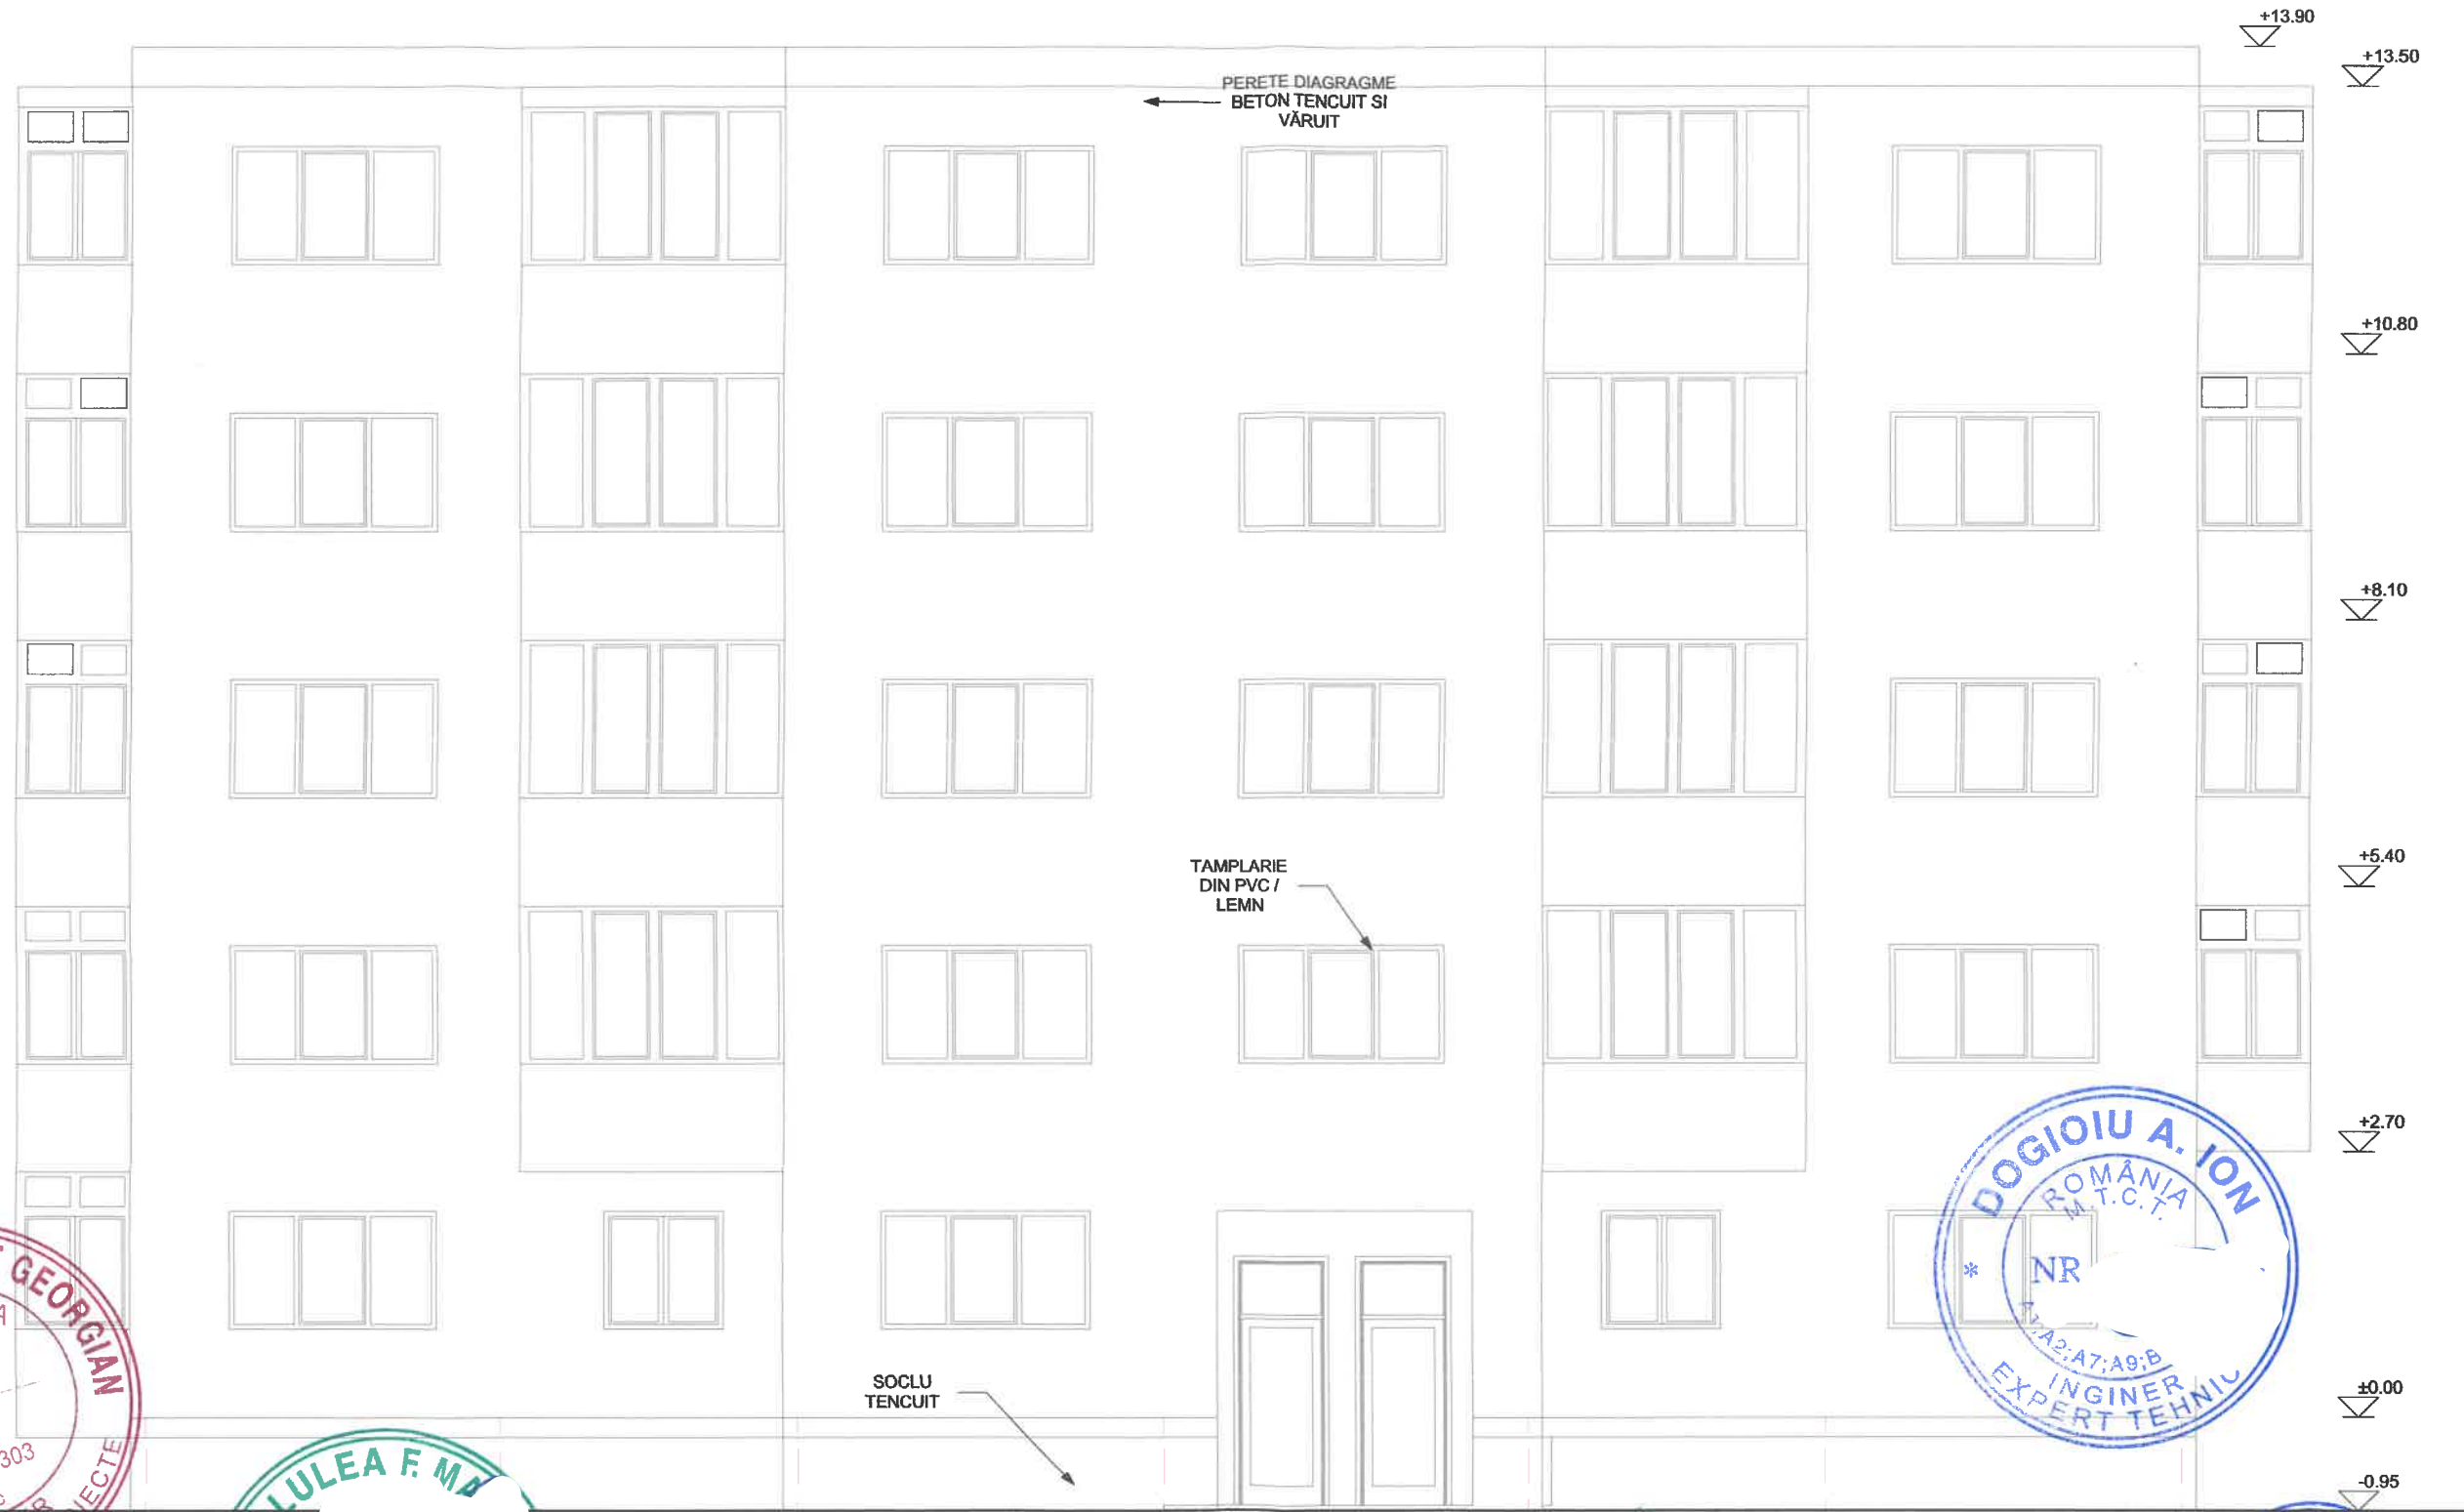 +13.90
+13.50
PERETE DIAGRAGME
BETON TENCUIT SI
VĂRUIT
+10.80
+8.10
+5.40
TAMPLARIE
DIN PVC /
LEMN
+2.70
DOGIOIU A. ION
ROMÂNIA
M.T.C.T.
NR
A1;A2;A7;A9;B
INGINER
EXPERT TEHNIC
GEORGIAN
303
SOCLU
TENCUIT
±0.00
ULEA F. MA
-0.95